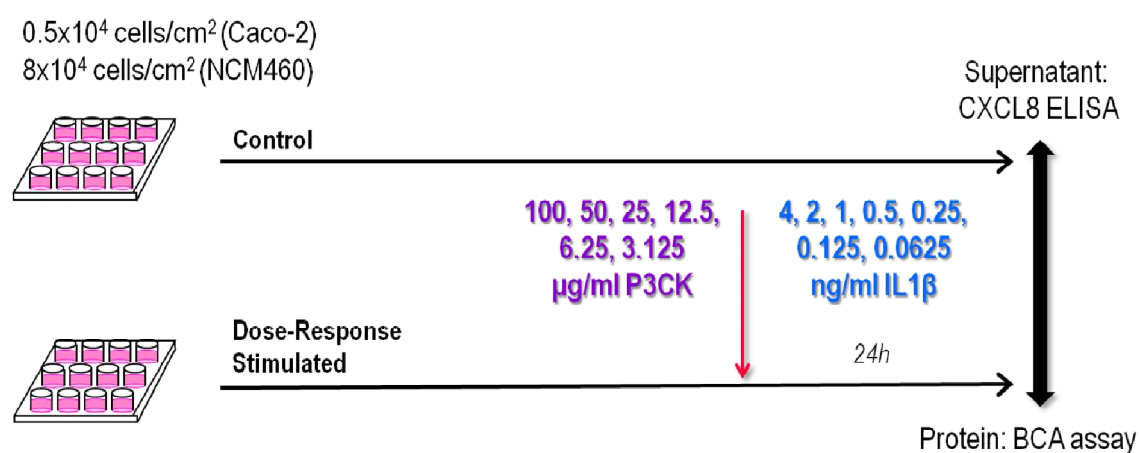 0.5x10⁴ cells/cm² (Caco-2)
8x10⁴ cells/cm² (NCM460)
Supernatant:
CXCL8 ELISA
Control
100, 50, 25, 12.5,
6.25, 3.125
µg/ml P3CK
4, 2, 1, 0.5, 0.25,
0.125, 0.0625
ng/ml IL1β
Dose-Response
Stimulated
24h
Protein: BCA assay